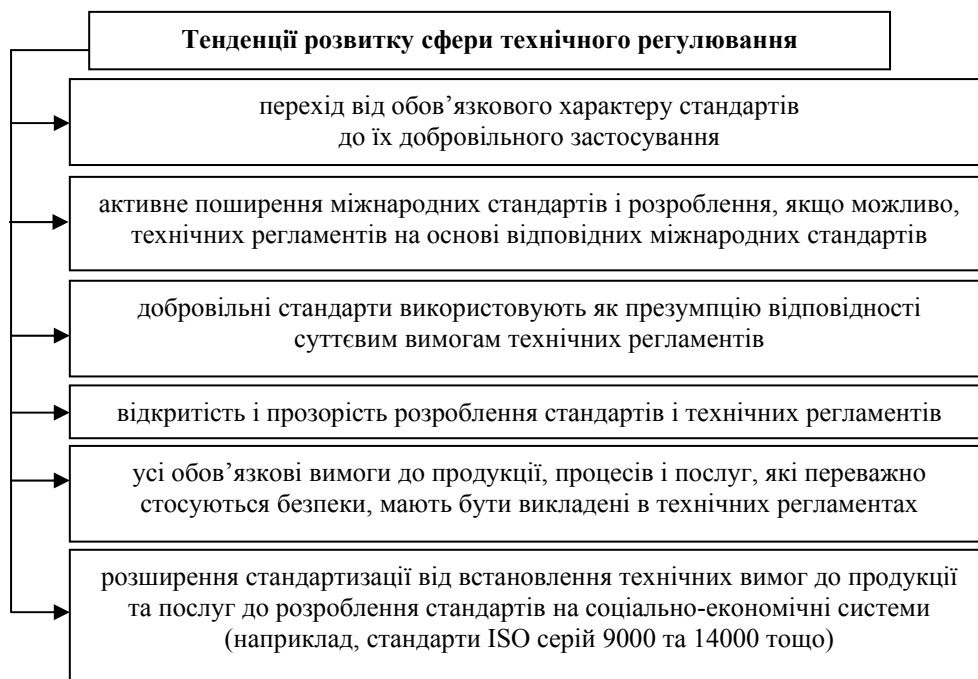 Тенденції розвитку сфери технічного регулювання
перехід від обов’язкового характеру стандартів
до їх добровільного застосування
активне поширення міжнародних стандартів і розроблення, якщо можливо,
технічних регламентів на основі відповідних міжнародних стандартів
добровільні стандарти використовують як презумпцію відповідності
суттєвим вимогам технічних регламентів
відкритість і прозорість розроблення стандартів і технічних регламентів
усі обов’язкові вимоги до продукції, процесів і послуг, які переважно
стосуються безпеки, мають бути викладені в технічних регламентах
розширення стандартизації від встановлення технічних вимог до продукції
та послуг до розроблення стандартів на соціально-економічні системи
(наприклад, стандарти ISO серій 9000 та 14000 тощо)